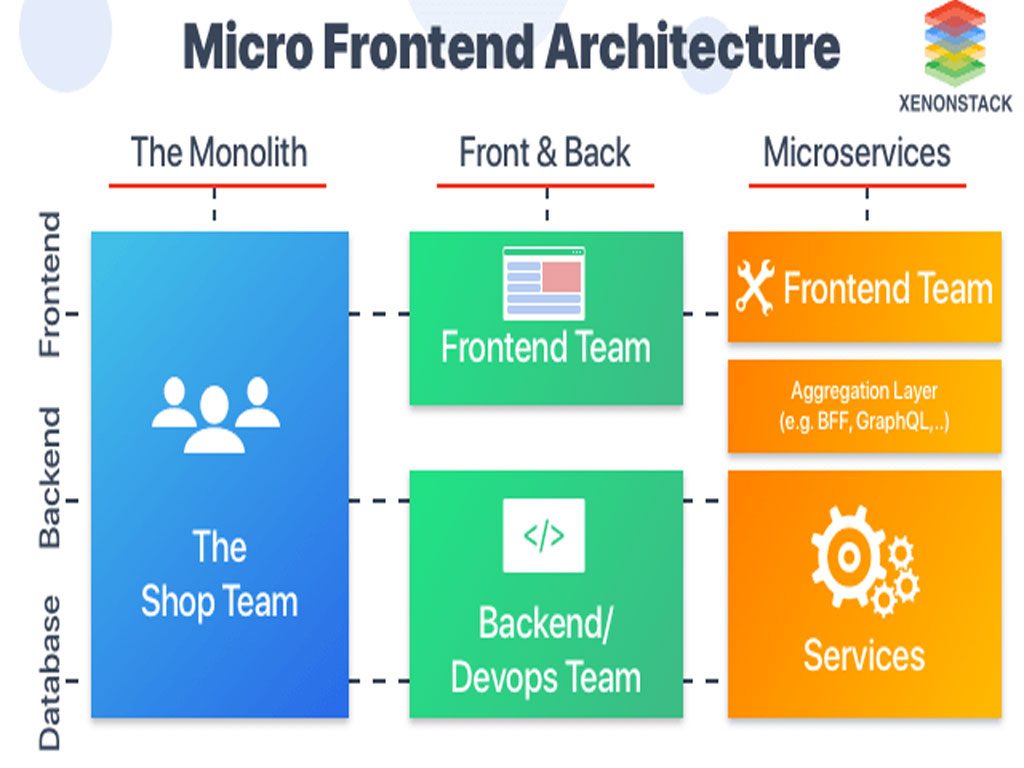 Micro Frontend Architecture
XENONSTACK
The Monolith
Front & Back
Microservices
Frontend
Backend
Database
The
Shop Team
Frontend Team
</>
Backend/
Devops Team
Frontend Team
Aggregation Layer
(e.g. BFF, GraphQL,..)
Services